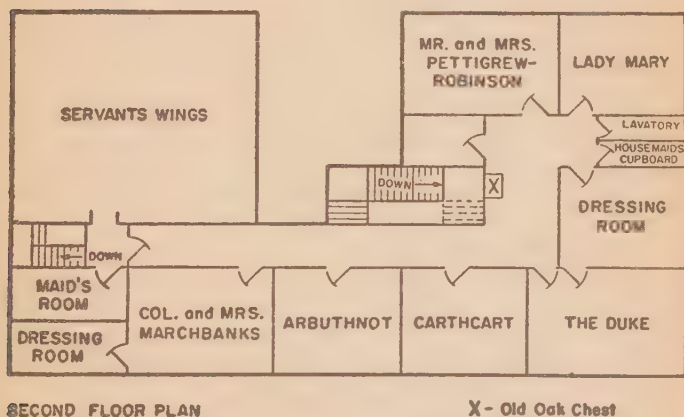 MR. and MRS.
PETTIGREW-
ROBINSON
LADY MARY
SERVANTS WINGS
LAVATORY
HOUSEMAIDS
CUPBOARD
DOWN
X
DRESSING
ROOM
DOWN
MAID'S
ROOM
COL. and MRS.
MARCHBANKS
ARBUTHNOT
CARTHCART
THE DUKE
DRESSING
ROOM
SECOND FLOOR PLAN
X - Old Oak Chest